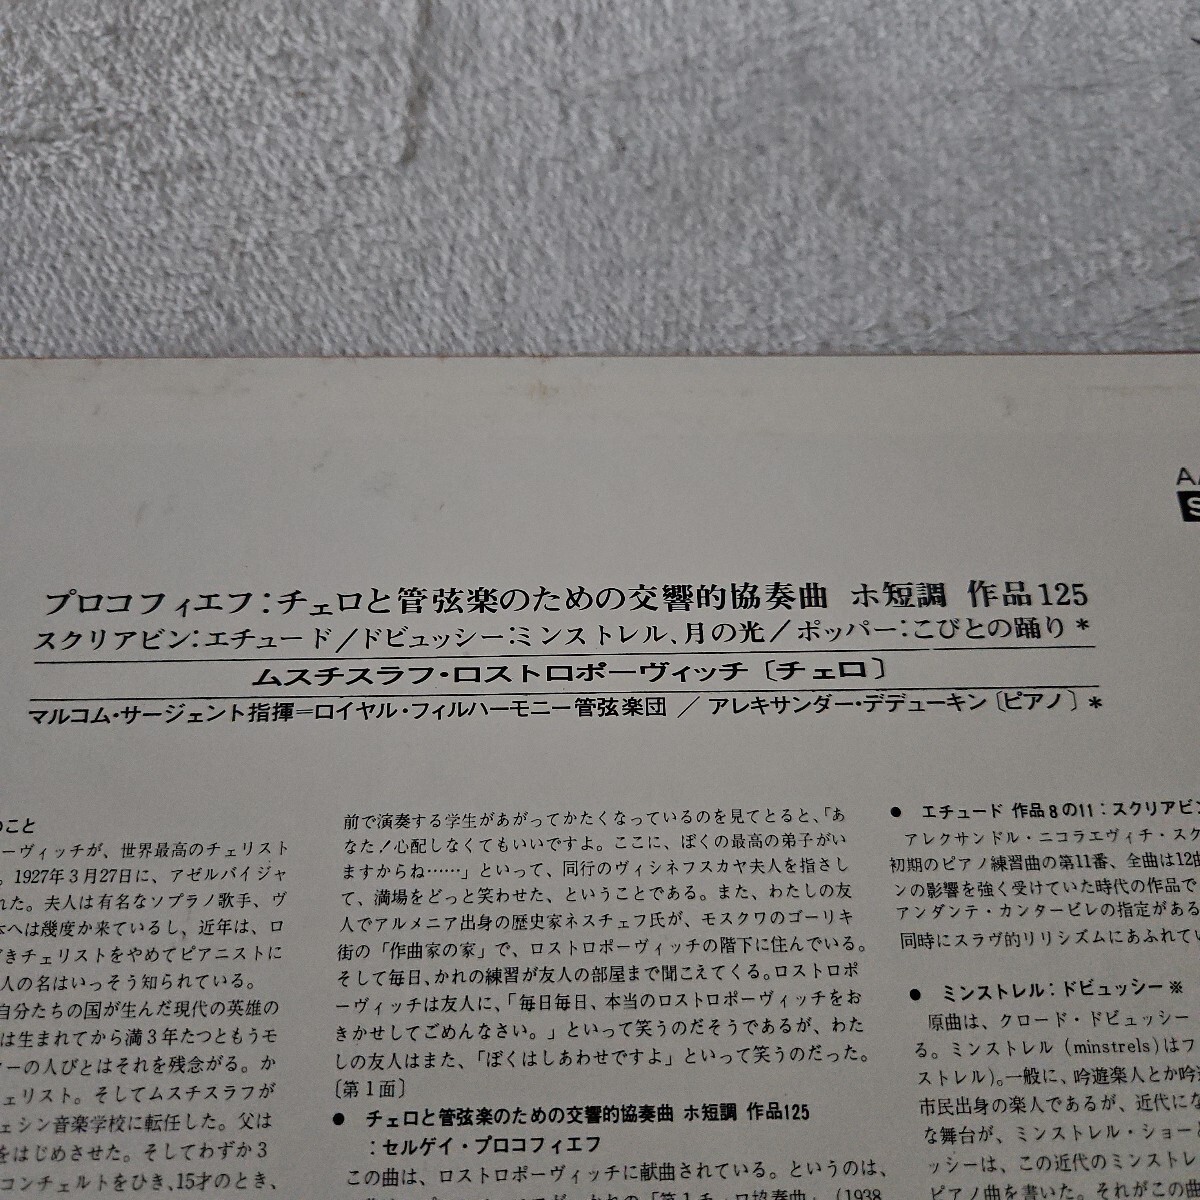 プロコフィエフ：チェロと管弦楽のための交響的協奏曲 ホ短調 作品125
スクリアビン：エチュード／ドビュッシー：ミンストレル、月の光／ポッパー：こびとの踊り＊
ムスチスラフ・ロストロポーヴィッチ〔チェロ〕
マルコム・サージェント指揮＝ロイヤル・フィルハーモニー管弦楽団 ／ アレキサンダー・デデューキン〔ピアノ〕＊
のこと
ーヴィッチが、世界最高のチェリスト
。1927年3月27日に、アゼルバイジャ
れた。夫人は有名なソプラノ歌手、ヴ
本へは幾度か来ているし、近年は、ロ
きチェリストをやめてピアニストに
人の名はいっそう知られている。
自分たちの国が生んだ現代の英雄の
は生まれてから満3年たつともうモ
ーの人びとはそれを残念がる。か
ェリスト。そしてムスチスラフが
ェシン音楽学校に転任した。父は
をはじめさせた。そしてわずか3
コンチェルトをひき、15才のとき、
前で演奏する学生があがってかたくなっているのを見てとると、「あ
なた！心配しなくてもいいですよ。ここに、ぼくの最高の弟子がい
ますからね……」といって、同行のヴィシネフスカヤ夫人を指さし
て、満場をどっと笑わせた、ということである。また、わたしの友
人でアルメニア出身の歴史家ネスチェフ氏が、モスクワのゴーリキ
街の「作曲家の家」で、ロストロポーヴィッチの階下に住んでいる。
そして毎日、かれの練習が友人の部屋まで聞こえてくる。ロストロポ
ーヴィッチは友人に、「毎日毎日、本当のロストロポーヴィッチをお
きかせしてごめんなさい。」といって笑うのだそうであるが、わた
しの友人はまた、「ぼくはしあわせですよ」といって笑うのだった。
〔第1面〕
● チェロと管弦楽のための交響的協奏曲 ホ短調 作品125
：セルゲイ・プロコフィエフ
この曲は、ロストロポーヴィッチに献曲されている。というのは、
「第1チェロ協奏曲」（1938
AA
S
● エチュード 作品8の11：スクリアビン
アレクサンドル・ニコラエヴィチ・スク
初期のピアノ練習曲の第11番、全曲は12曲
ンの影響を強く受けていた時代の作品で
アンダンテ・カンタービレの指定がある
同時にスラヴ的リリシズムにあふれてい
● ミンストレル：ドビュッシー※
原曲は、クロード・ドビュッシー
る。ミンストレル（minstrels）はフ
ストレル）。一般に、吟遊楽人とか吟遊
市民出身の楽人であるが、近代にな
な舞台が、ミンストレル・ショーと
ッシーは、この近代のミンストレ
ピアノ曲を書いた。それがこの曲